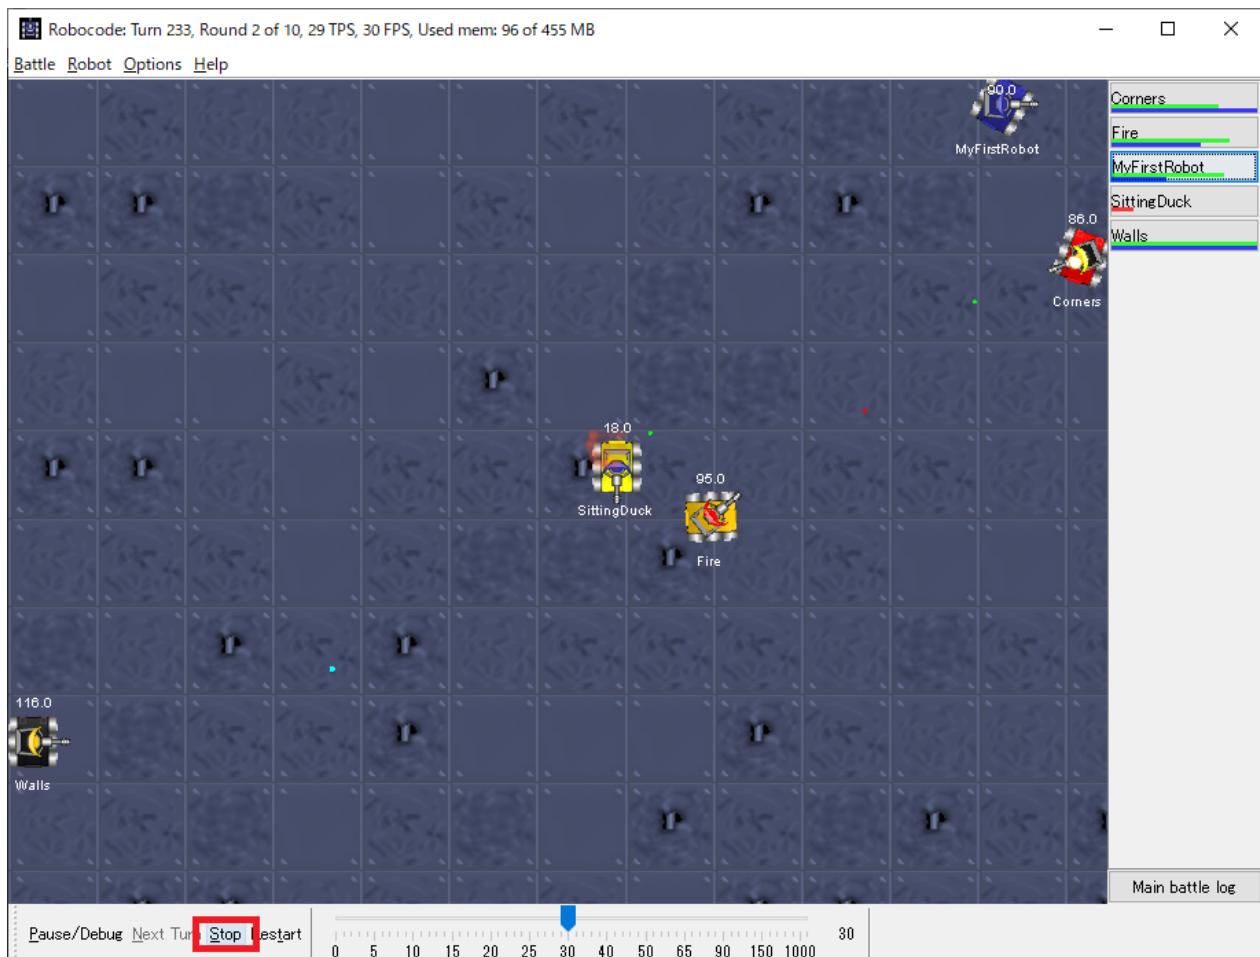 Robocode: Turn 233, Round 2 of 10, 29 TPS, 30 FPS, Used mem: 96 of 455 MB
Battle Robot Options Help
90.0
MyFirstRobot
86.0
Corners
18.0
SittingDuck
95.0
Fire
116.0
Walls
Corners
Fire
MyFirstRobot
SittingDuck
Walls
Main battle log
Pause/Debug Next Turn Stop Restart
0 5 10 15 20 25 30 40 50 65 90 150 1000
30